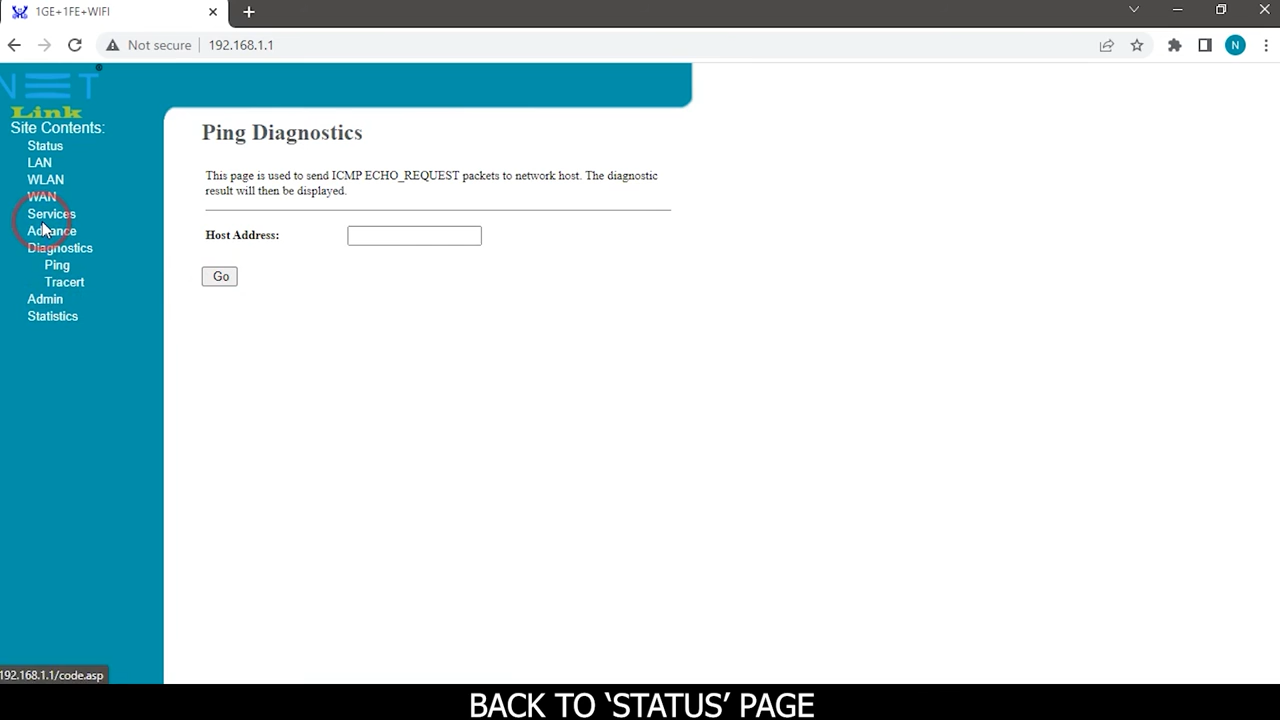 1GE+1FE+WIFI
Not secure
192.168.1.1
N
NET
®
Link
Site Contents:
Status
LAN
WLAN
WAN
Services
Advance
Diagnostics
Ping
Tracert
Admin
Statistics
Ping Diagnostics
This page is used to send ICMP ECHO_REQUEST packets to network host. The diagnostic
result will then be displayed.
Host Address:
Go
192.168.1.1/code.asp
BACK TO ‘STATUS’ PAGE